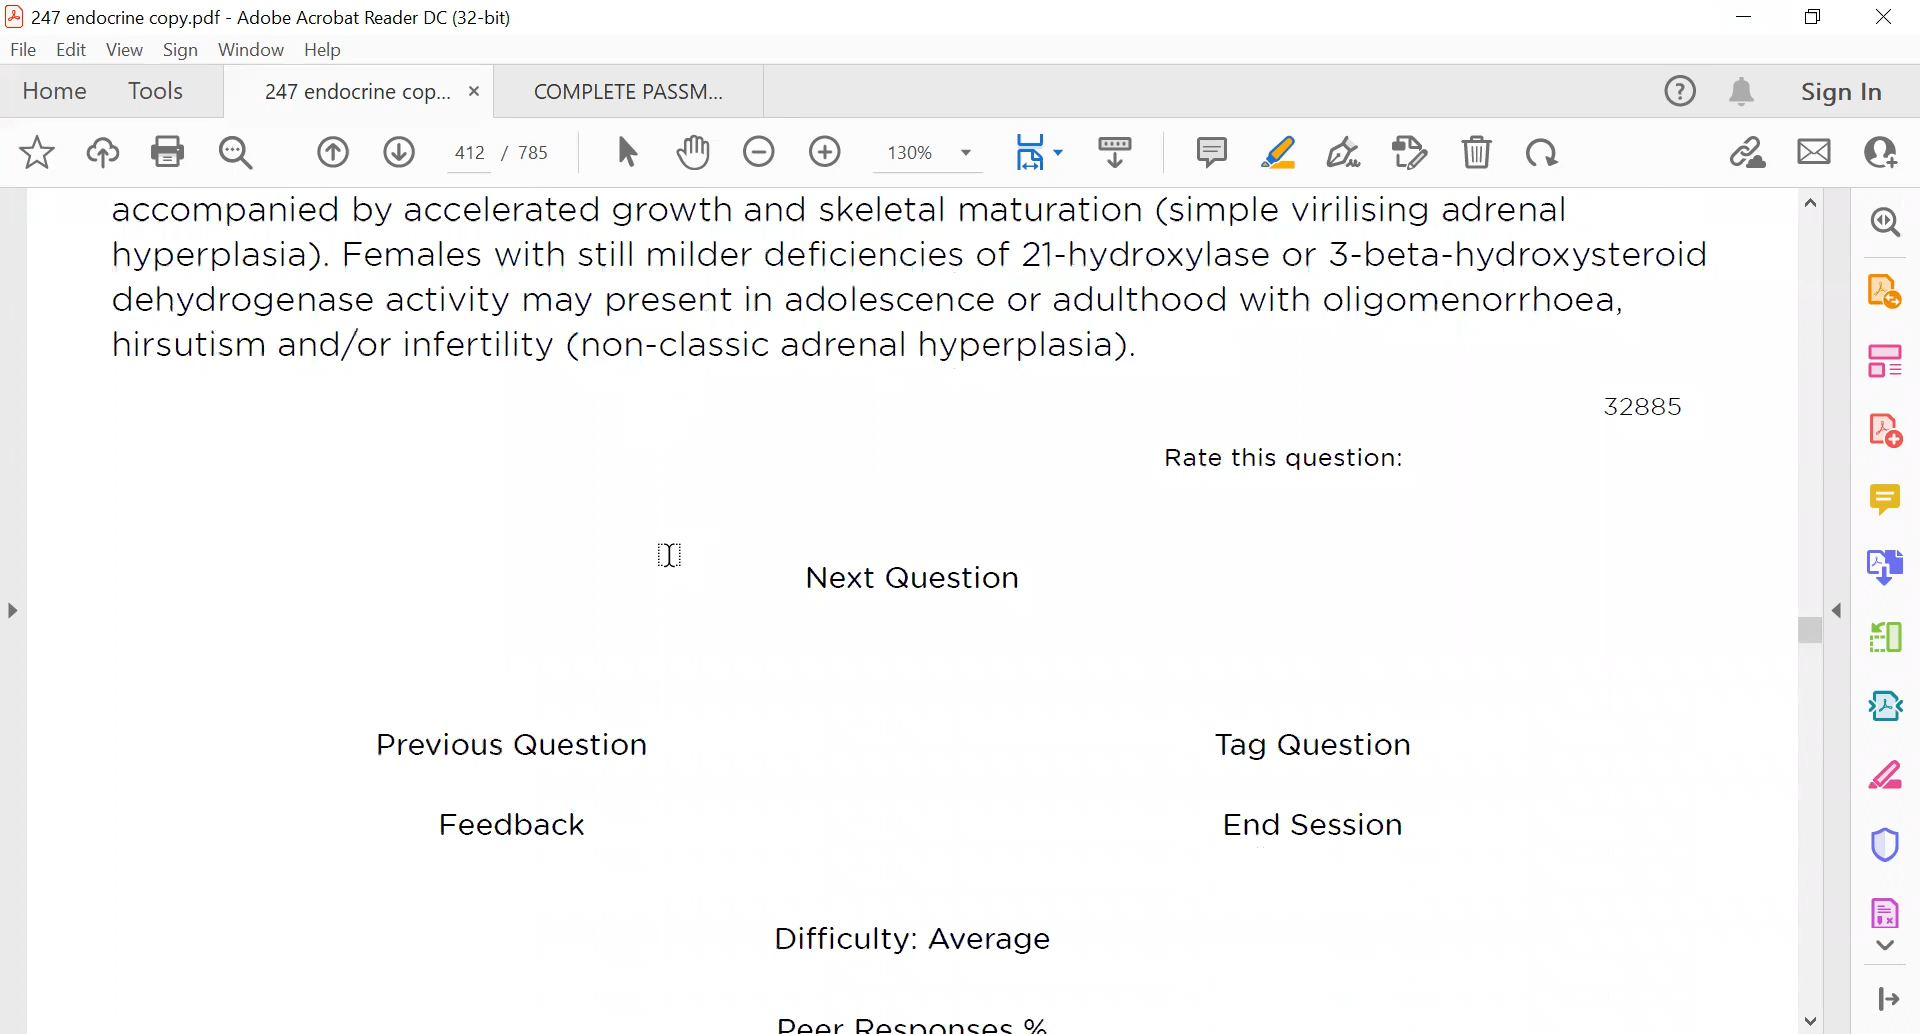 247 endocrine copy.pdf - Adobe Acrobat Reader DC (32-bit)
File Edit View Sign Window Help
Home Tools 247 endocrine cop... × COMPLETE PASSM... Sign In
412 / 785 130%
accompanied by accelerated growth and skeletal maturation (simple virilising adrenal
hyperplasia). Females with still milder deficiencies of 21-hydroxylase or 3-beta-hydroxysteroid
dehydrogenase activity may present in adolescence or adulthood with oligomenorrhoea,
hirsutism and/or infertility (non-classic adrenal hyperplasia).
32885
Rate this question:
Next Question
Previous Question Tag Question
Feedback End Session
Difficulty: Average
Peer Responses %